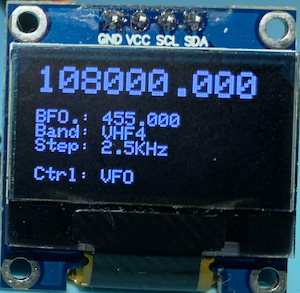 GND VCC SCL SDA
108000.000
BFO.: 455.000
Band: VHF4
Step: 2.5KHz
Ctrl: VFO